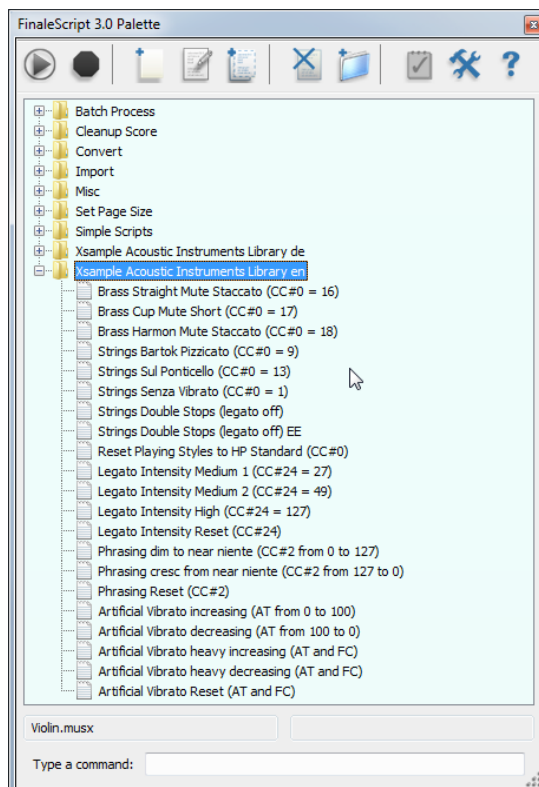 FinaleScript 3.0 Palette
Batch Process
Cleanup Score
Convert
Import
Misc
Set Page Size
Simple Scripts
Xsample Acoustic Instruments Library de
Xsample Acoustic Instruments Library en
Brass Straight Mute Staccato (CC#0 = 16)
Brass Cup Mute Short (CC#0 = 17)
Brass Harmon Mute Staccato (CC#0 = 18)
Strings Bartok Pizzicato (CC#0 = 9)
Strings Sul Ponticello (CC#0 = 13)
Strings Senza Vibrato (CC#0 = 1)
Strings Double Stops (legato off)
Strings Double Stops (legato off) EE
Reset Playing Styles to HP Standard (CC#0)
Legato Intensity Medium 1 (CC#24 = 27)
Legato Intensity Medium 2 (CC#24 = 49)
Legato Intensity High (CC#24 = 127)
Legato Intensity Reset (CC#24)
Phrasing dim to near niente (CC#2 from 0 to 127)
Phrasing cresc from near niente (CC#2 from 127 to 0)
Phrasing Reset (CC#2)
Artificial Vibrato increasing (AT from 0 to 100)
Artificial Vibrato decreasing (AT from 100 to 0)
Artificial Vibrato heavy increasing (AT and FC)
Artificial Vibrato heavy decreasing (AT and FC)
Artificial Vibrato Reset (AT and FC)
Violin.musx
Type a command: